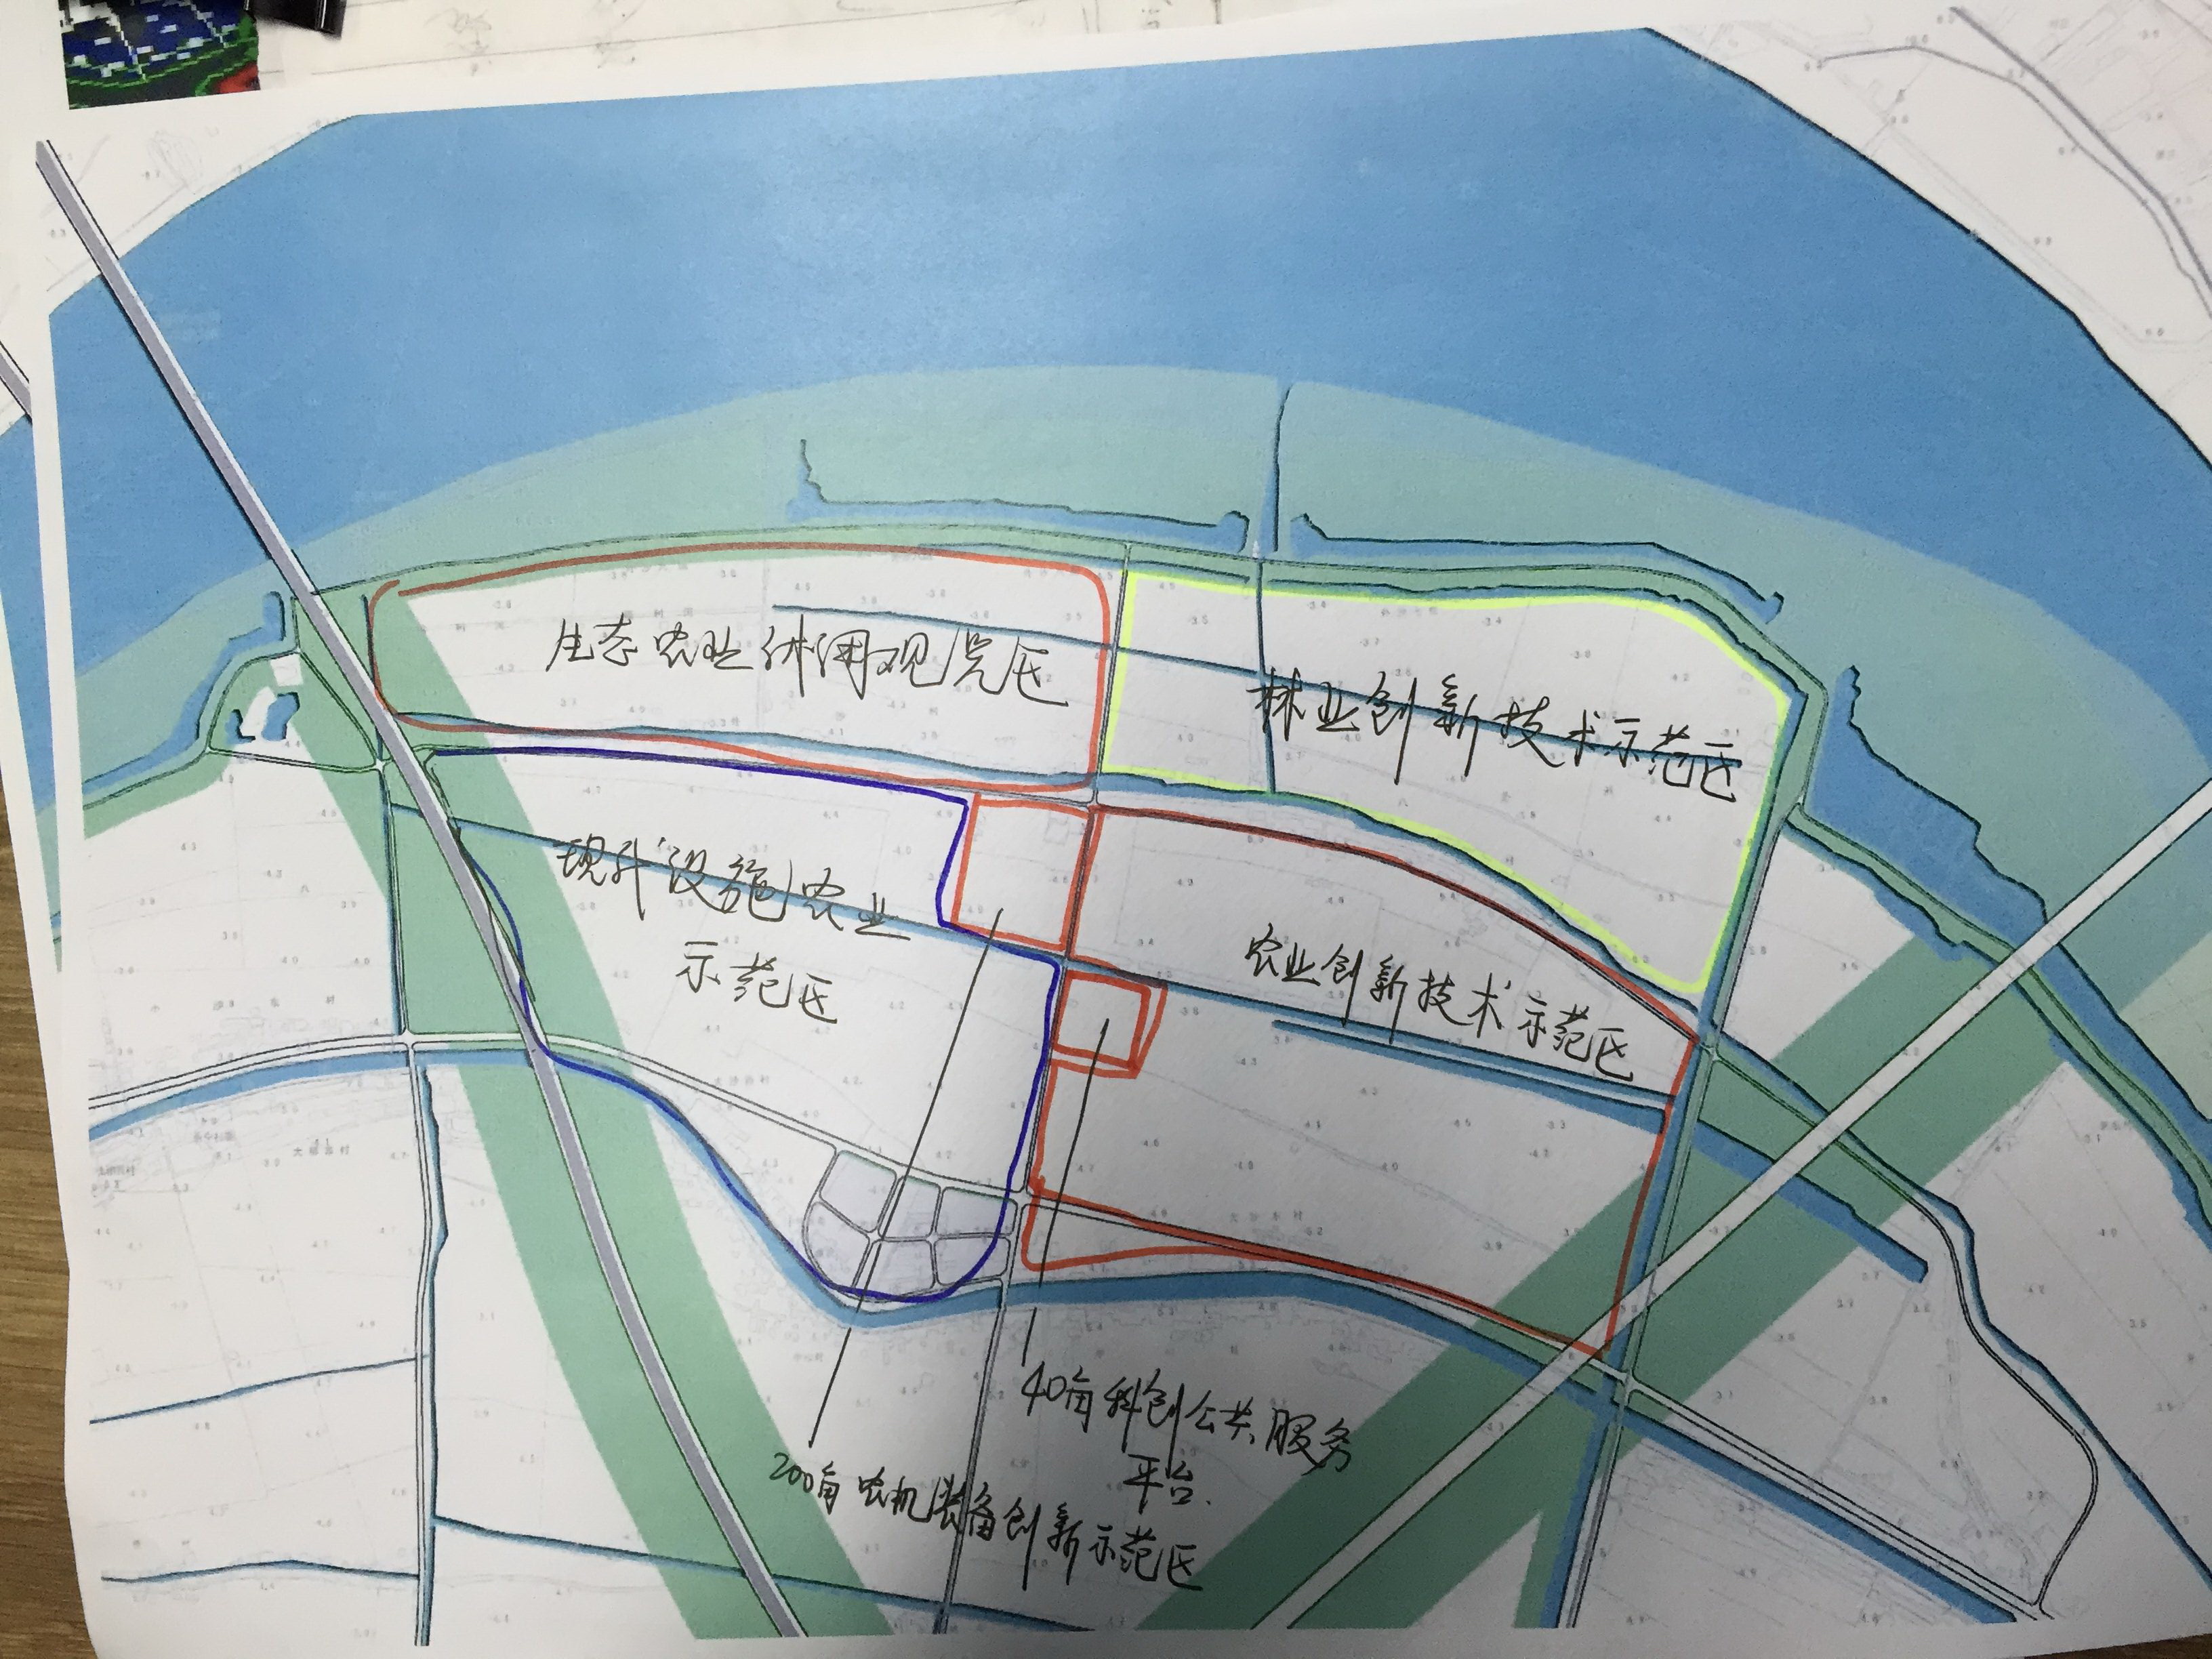 生态农业休闲观览区
林业创新技术示范区
现代设施农业
示范区
农业创新技术示范区
40亩科创公共服务
平台.
200亩农机装备创新示范区